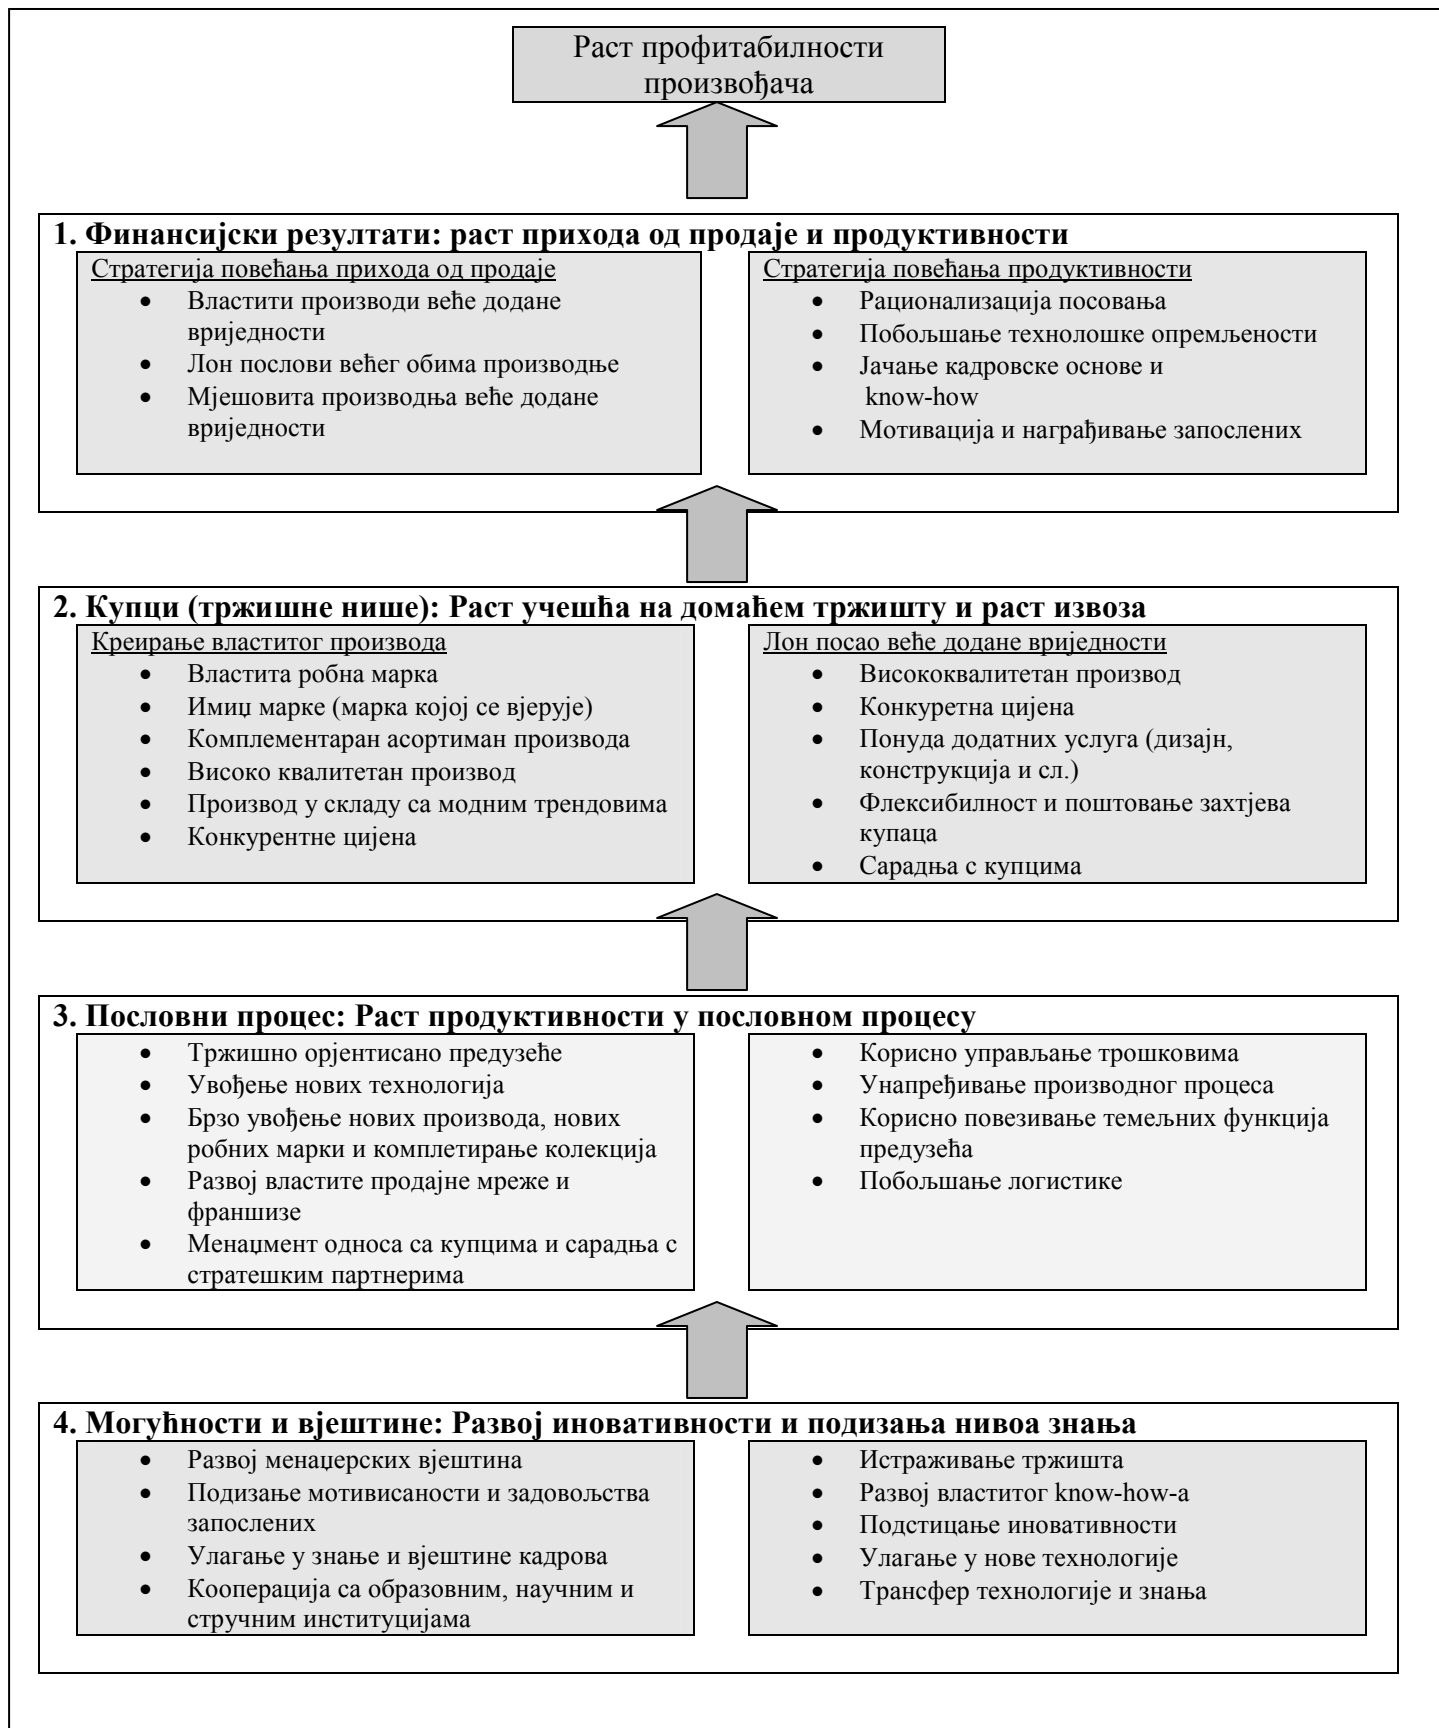 Раст профитабилности
произвођача
1. Финансијски резултати: раст прихода од продаје и продуктивности
Стратегија повећања прихода од продаје
• Властити производи веће додане
вриједности
• Лон послови већег обима производње
• Мјешовита производња веће додане
вриједности
Стратегија повећања продуктивности
• Рационализација посовања
• Побољшање технолошке опремљености
• Јачање кадровске основе и
know-how
• Мотивација и награђивање запослених
2. Купци (тржишне нише): Раст учешћа на домаћем тржишту и раст извоза
Креирање властитог производа
• Властита робна марка
• Имиџ марке (марка којој се вјерује)
• Комплементаран асортиман производа
• Високо квалитетан производ
• Производ у складу са модним трендовима
• Конкурентне цијена
Лон посао веће додане вриједности
• Висококвалитетан производ
• Конкуретна цијена
• Понуда додатних услуга (дизајн,
конструкција и сл.)
• Флексибилност и поштовање захтјева
купаца
• Сарадња с купцима
3. Пословни процес: Раст продуктивности у пословном процесу
• Тржишно орјентисано предузеће
• Увођење нових технологија
• Брзо увођење нових производа, нових
робних марки и комплетирање колекција
• Развој властите продајне мреже и
франшизе
• Менаџмент односа са купцима и сарадња с
стратешким партнерима
• Корисно управљање трошковима
• Унапређивање производног процеса
• Корисно повезивање темељних функција
предузећа
• Побољшање логистике
4. Могућности и вјештине: Развој иновативности и подизања нивоа знања
• Развој менаџерских вјештина
• Подизање мотивисаности и задовољства
запослених
• Улагање у знање и вјештине кадрова
• Кооперација са образовним, научним и
стручним институцијама
• Истраживање тржишта
• Развој властитог know-how-а
• Подстицање иновативности
• Улагање у нове технологије
• Трансфер технологије и знања